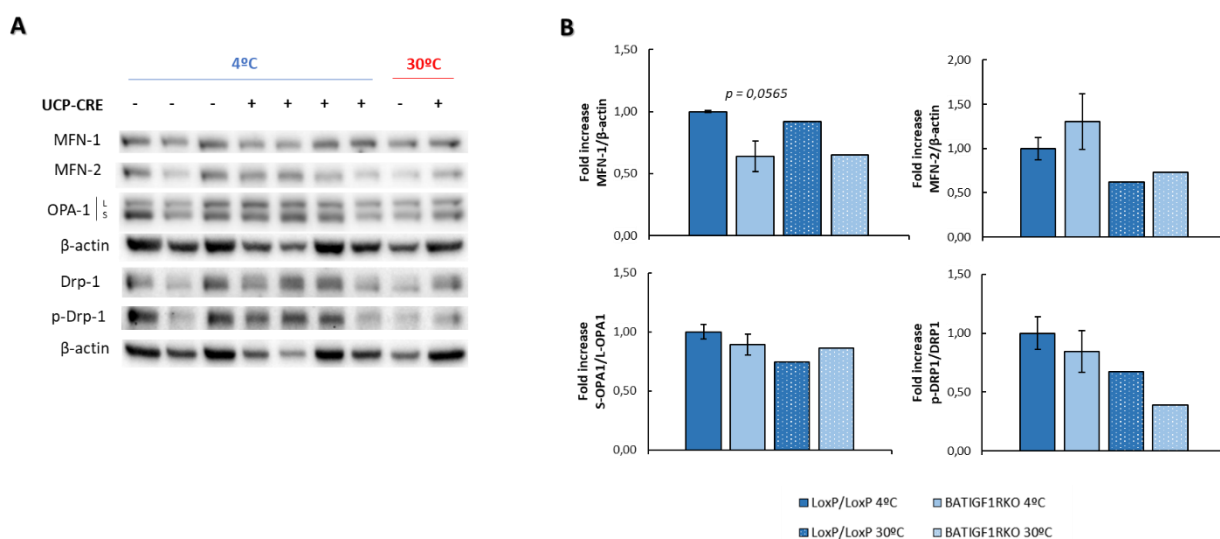 A
4ºC
30ºC
UCP-CRE - - - + + + + - +
MFN-1
MFN-2
OPA-1 L
S
β-actin
Drp-1
p-Drp-1
β-actin
B
Fold increase
MFN-1/β-actin
1,50
1,00
0,50
0,00
p = 0,0565
Fold increase
MFN-2/β-actin
2,00
1,50
1,00
0,50
0,00
Fold increase
S-OPA1/L-OPA1
1,50
1,00
0,50
0,00
Fold increase
p-DRP1/DRP1
1,50
1,00
0,50
0,00
LoxP/LoxP 4ºC
BATIGF1RKO 4ºC
LoxP/LoxP 30ºC
BATIGF1RKO 30ºC